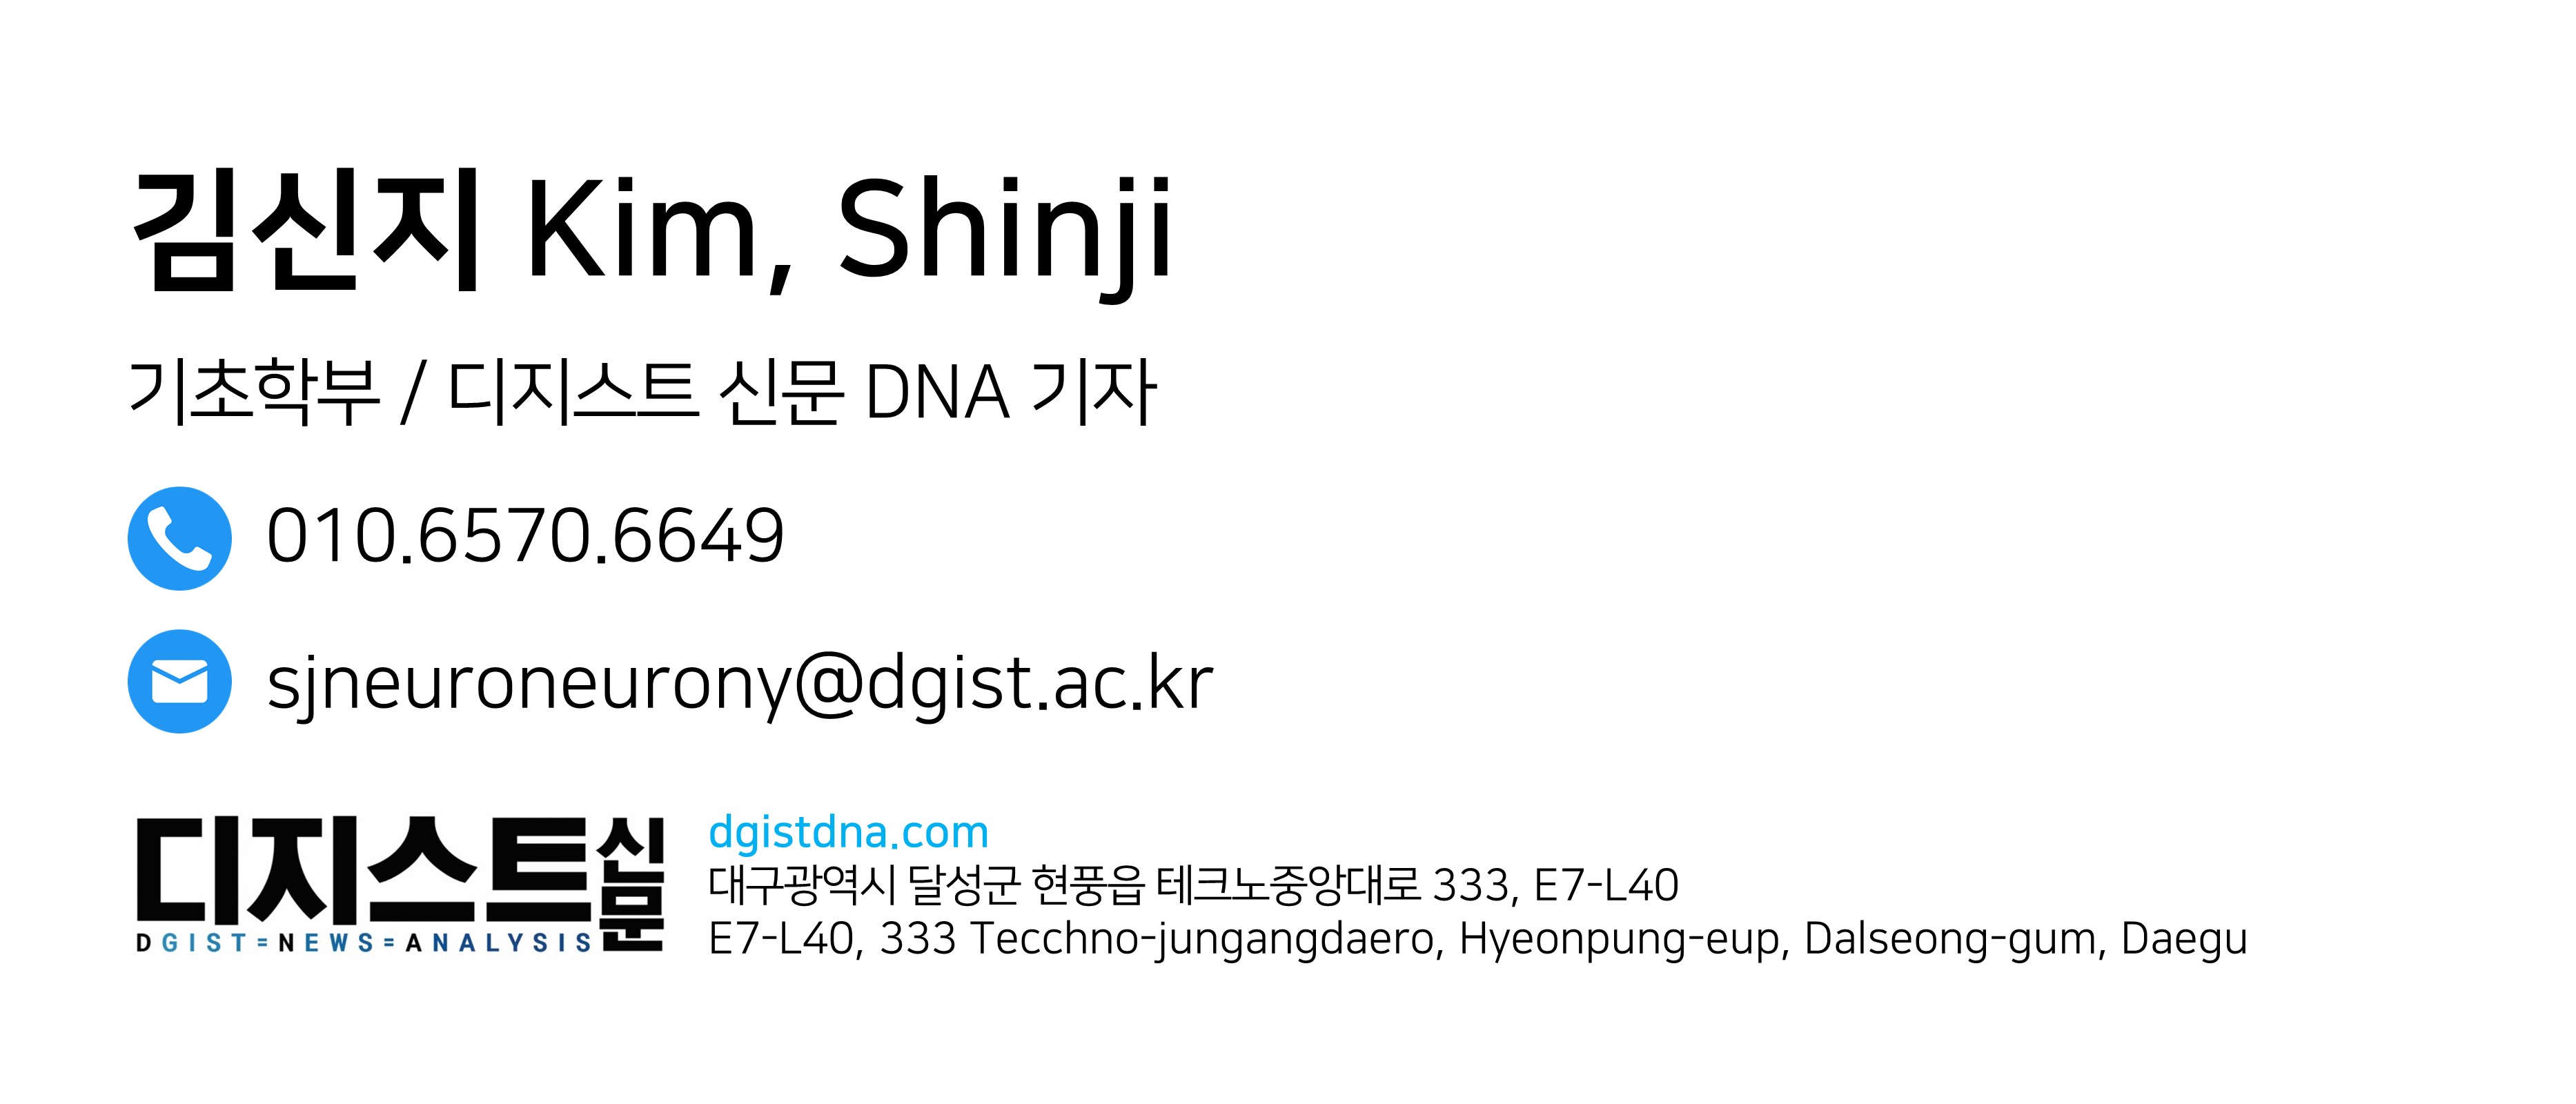 김신지 Kim, Shinji
기초학부 / 디지스트 신문 DNA 기자
010.6570.6649
sjneuroneurony@dgist.ac.kr
디지스트신문
DGIST=NEWS=ANALYSIS
dgistdna.com
대구광역시 달성군 현풍읍 테크노중앙대로 333, E7-L40
E7-L40, 333 Tecchno-jungangdaero, Hyeonpung-eup, Dalseong-gum, Daegu